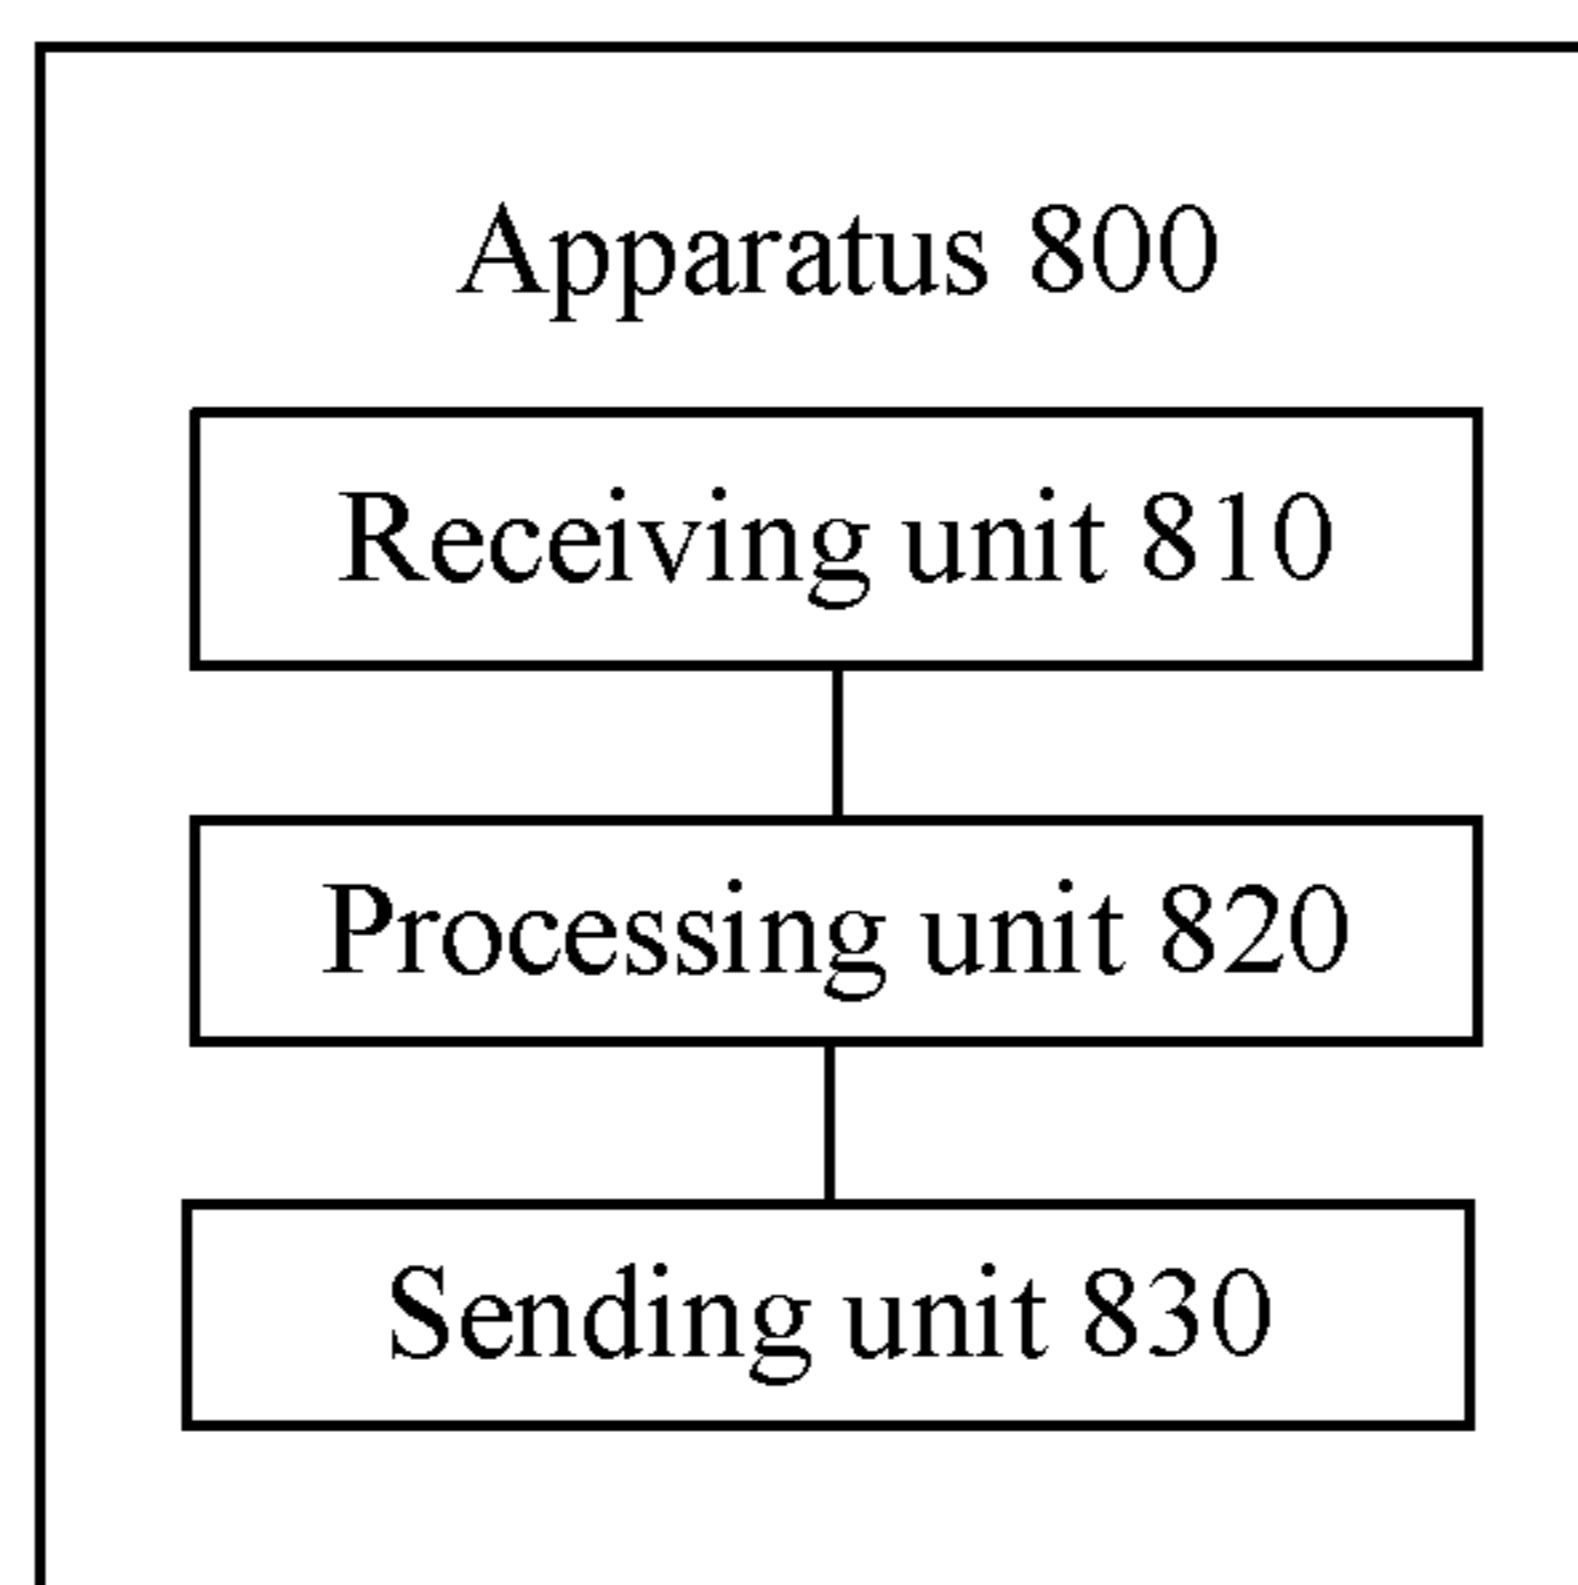 Apparatus 800
Receiving unit 810
Processing unit 820
Sending unit 830